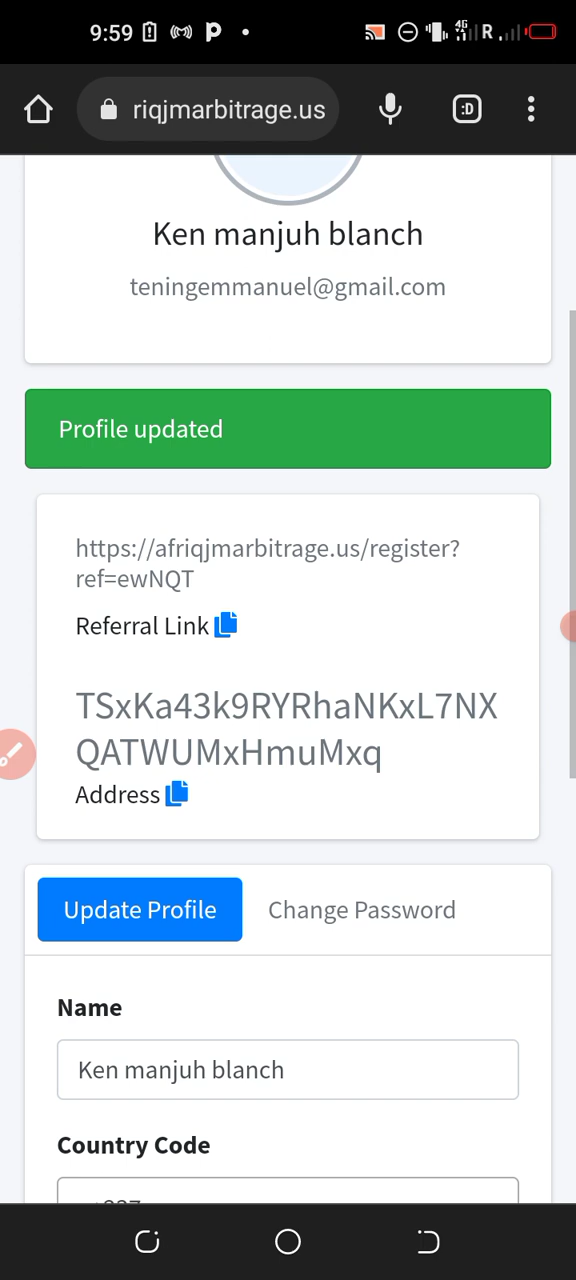 9:59
4G
R
riqjmarbitrage.us
:D
Ken manjuh blanch
teningemmanuel@gmail.com
Profile updated
https://afriqjmarbitrage.us/register?
ref=ewNQT
Referral Link
TSxKa43k9RYRhaNKxL7NX
QATWUMxHmuMxq
Address
Update Profile
Change Password
Name
Ken manjuh blanch
Country Code